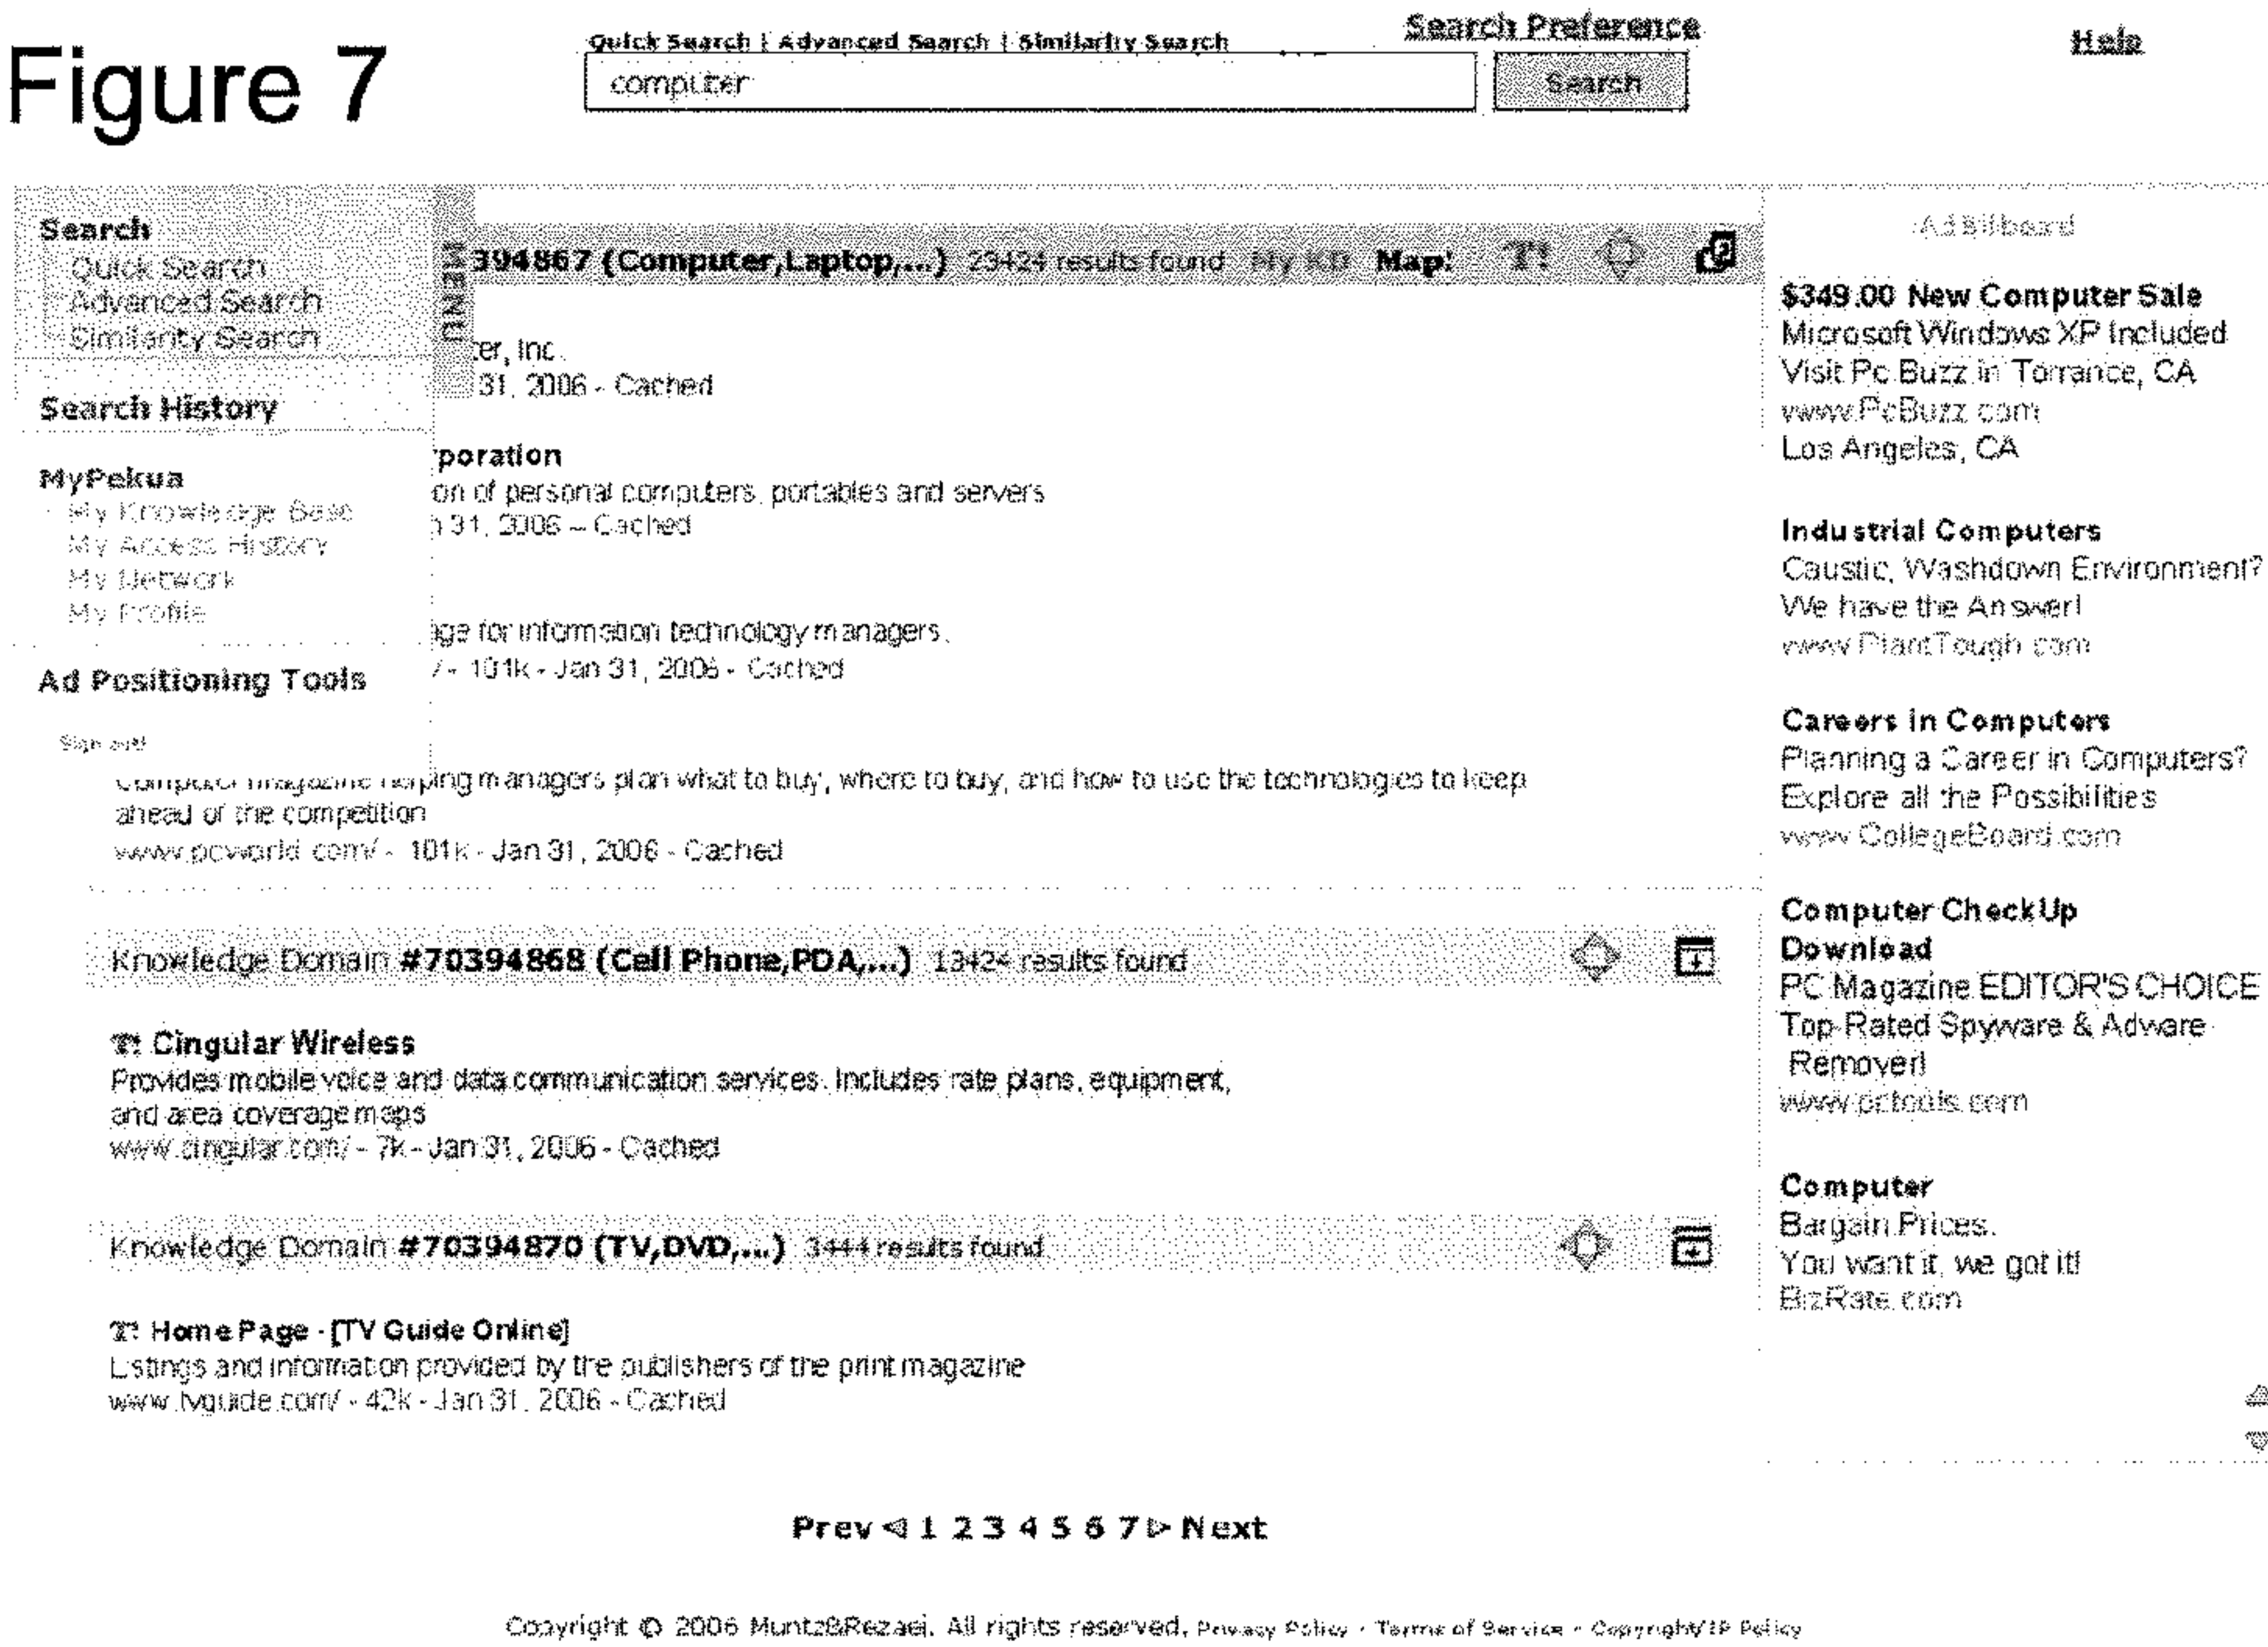 Figure 7
Quick Search | Advanced Search | Similarity Search
Search Preference
Help
computer
Search
Search
Quick Search
Advanced Search
Similarity Search
Search History
MyPekua
My Knowledge Base
My Access History
My Network
My Profile
Ad Positioning Tools
Sign out!
MENU
394867 (Computer,Laptop,...) 23424 results found My KD Map!  T!
ter, Inc.
31, 2006 - Cached
poration
on of personal computers, portables and servers
31, 2006 – Cached
ge for information technology managers.
/ - 101k - Jan 31, 2006 - Cached
computer magazine helping managers plan what to buy, where to buy, and how to use the technologies to keep
ahead of the competition
www.pcworld.com/ - 101k - Jan 31, 2006 - Cached
Knowledge Domain #70394868 (Cell Phone,PDA,...) 13424 results found
T! Cingular Wireless
Provides mobile voice and data communication services. Includes rate plans, equipment,
and area coverage maps
www.cingular.com/ - 7k - Jan 31, 2006 - Cached
Knowledge Domain #70394870 (TV,DVD,...) 3444 results found
T! Home Page - [TV Guide Online]
Listings and information provided by the publishers of the print magazine
www.tvguide.com/ - 42k - Jan 31, 2006 - Cached
Ad Billboard
$349.00 New Computer Sale
Microsoft Windows XP Included
Visit Pc Buzz in Torrance, CA
www.PcBuzz.com
Los Angeles, CA
Industrial Computers
Caustic, Washdown Environment?
We have the Answer!
www.PlantTough.com
Careers in Computers
Planning a Career in Computers?
Explore all the Possibilities
www.CollegeBoard.com
Computer CheckUp
Download
PC Magazine EDITOR'S CHOICE
Top-Rated Spyware & Adware
Remover!
www.pctools.com
Computer
Bargain Prices.
You want it, we got it!
BizRate.com
Prev 1 2 3 4 5 6 7 Next
Copyright © 2006 Muntz&Rezaei. All rights reserved. Privacy Policy - Terms of Service - Copyright/IP Policy